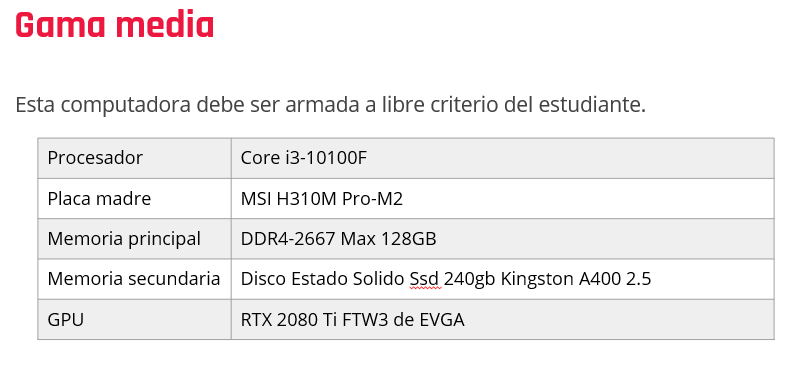 Gama media
Esta computadora debe ser armada a libre criterio del estudiante.
Procesador Core i3-10100F
Placa madre MSI H310M Pro-M2
Memoria principal DDR4-2667 Max 128GB
Memoria secundaria Disco Estado Solido Ssd 240gb Kingston A400 2.5
GPU RTX 2080 Ti FTW3 de EVGA